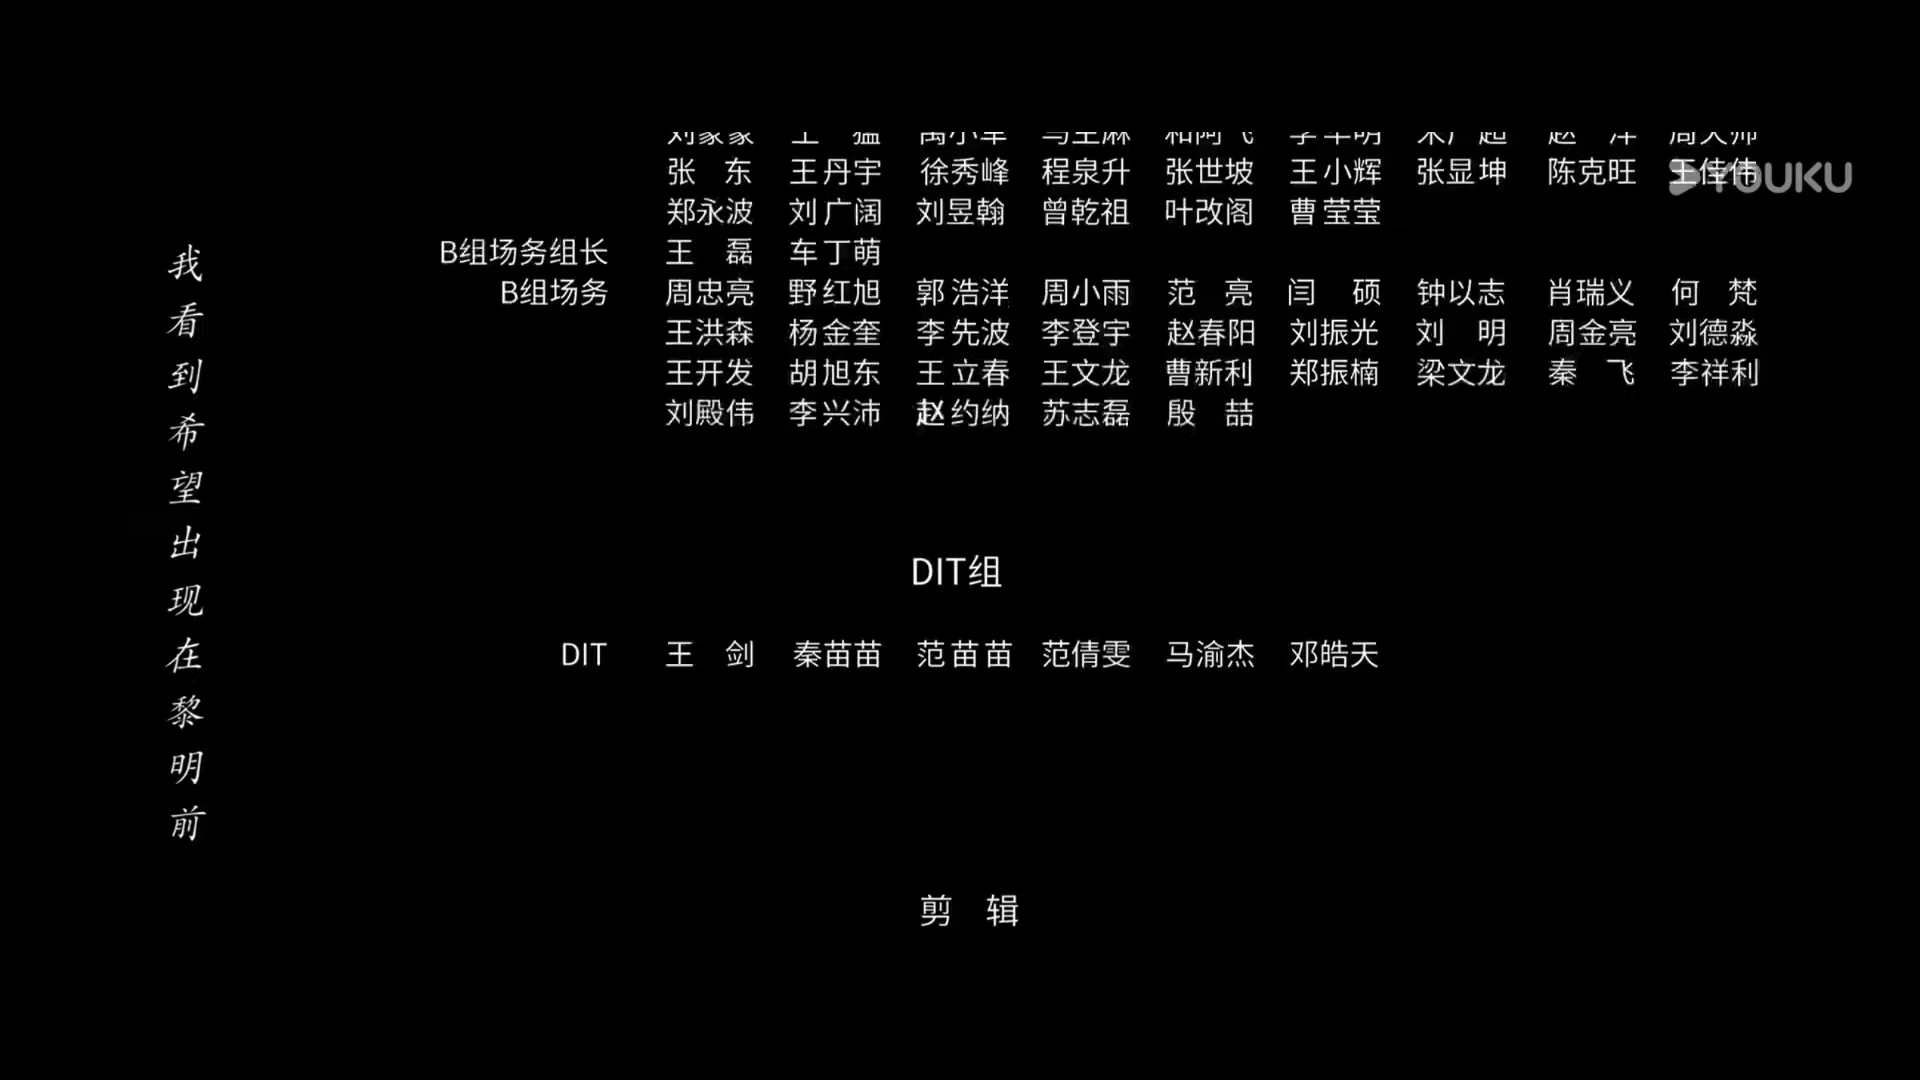 张 东 王丹宇 徐秀峰 程泉升 张世坡 王小辉 张显坤 陈克旺 王佳伟
YOUKU
郑永波 刘广阔 刘昱翰 曾乾祖 叶改阁 曹莹莹
B组场务组长 王 磊 车丁萌
B组场务 周忠亮 野红旭 郭浩洋 周小雨 范 亮 闫 硕 钟以志 肖瑞义 何 梵
王洪森 杨金奎 李先波 李登宇 赵春阳 刘振光 刘 明 周金亮 刘德淼
王开发 胡旭东 王立春 王文龙 曹新利 郑振楠 梁文龙 秦 飞 李祥利
刘殿伟 李兴沛 赵约纳 苏志磊 殷 喆
DIT组
DIT 王 剑 秦苗苗 范苗苗 范倩雯 马渝杰 邓皓天
剪 辑
我看到希望出现在黎明前